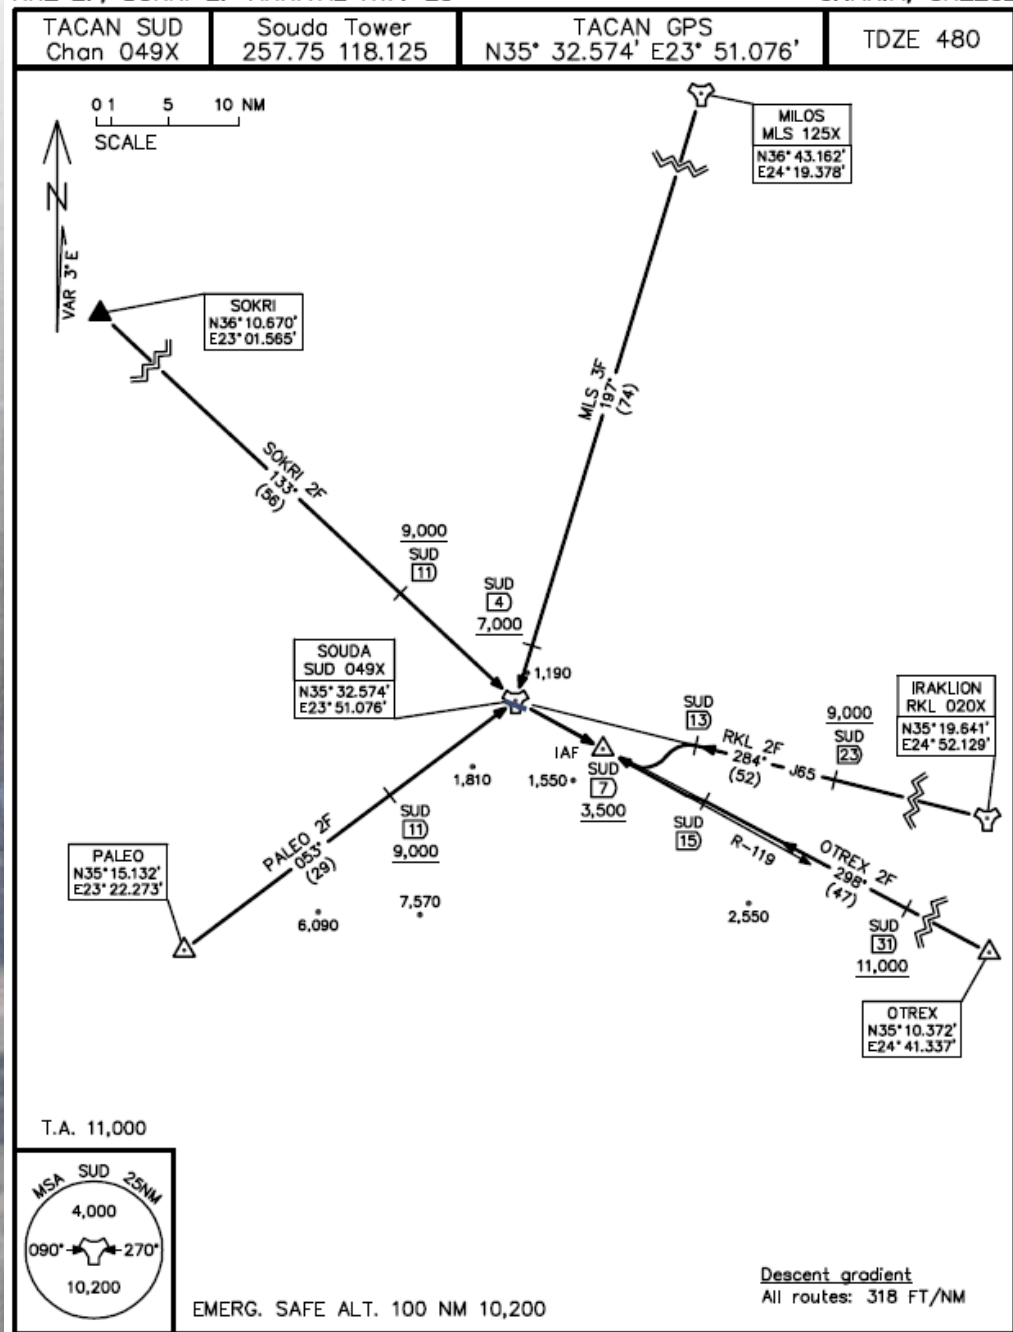 TACAN SUD
Chan 049X
Souda Tower
257.75 118.125
TACAN GPS
N35° 32.574' E23° 51.076'
TDZE 480
0 1 5 10 NM
SCALE
N
VAR 3° E
MILOS
MLS 125X
N36° 43.162'
E24° 19.378'
SOKRI
N36° 10.670'
E23° 01.565'
MLS 3F
197°
(74)
SOKRI 2F
133°
(56)
9,000
SUD
11
SUD
4
7,000
1,190
SOUDA
SUD 049X
N35° 32.574'
E23° 51.076'
IRAKLION
RKL 020X
N35° 19.641'
E24° 52.129'
SUD
13
9,000
SUD
23
RKL 2F
284°
(52)
J65
IAF
SUD
7
3,500
1,810
1,550
SUD
11
9,000
PALEO 2F
053°
(29)
SUD
15
R-119
OTREX 2F
298°
(47)
PALEO
N35° 15.132'
E23° 22.273'
6,090
7,570
2,550
SUD
31
11,000
OTREX
N35° 10.372'
E24° 41.337'
T.A. 11,000
MSA SUD 25NM
4,000
090° 270°
10,200
EMERG. SAFE ALT. 100 NM 10,200
Descent gradient
All routes: 318 FT/NM